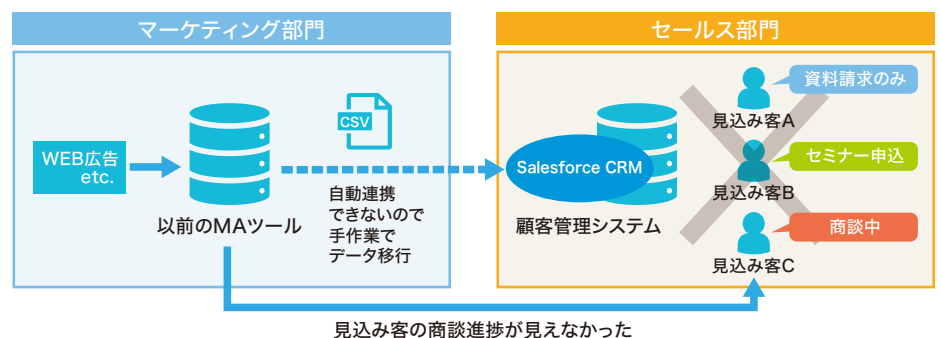 マーケティング部門
セールス部門
WEB広告
etc.
以前のMAツール
CSV
自動連携
できないので
手作業で
データ移行
Salesforce CRM
顧客管理システム
資料請求のみ
見込み客A
セミナー申込
見込み客B
商談中
見込み客C
見込み客の商談進捗が見えなかった